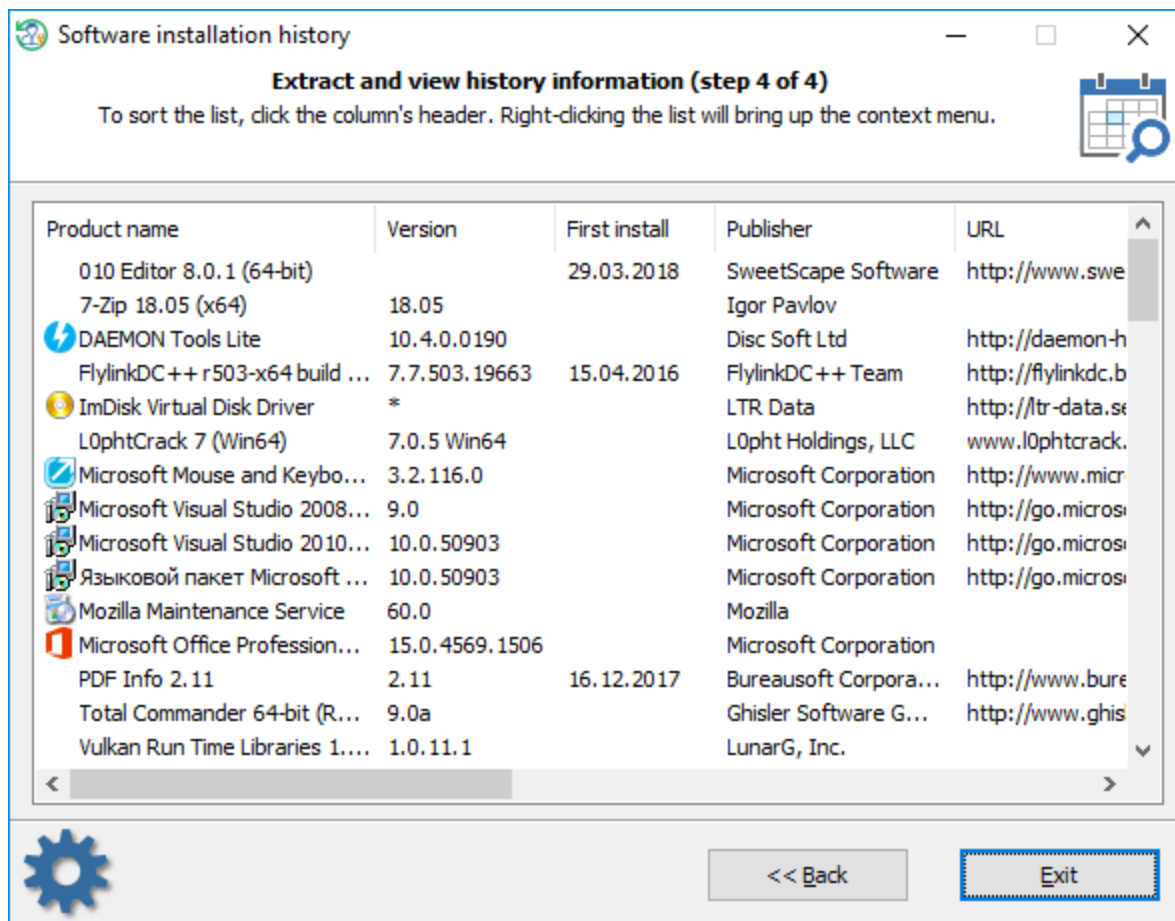 Software installation history
Extract and view history information (step 4 of 4)
To sort the list, click the column's header. Right-clicking the list will bring up the context menu.
Product name Version First install Publisher URL
010 Editor 8.0.1 (64-bit) 29.03.2018 SweetScape Software http://www.swe
7-Zip 18.05 (x64) 18.05 Igor Pavlov
DAEMON Tools Lite 10.4.0.0190 Disc Soft Ltd http://daemon-h
FlylinkDC++ r503-x64 build ... 7.7.503.19663 15.04.2016 FlylinkDC++ Team http://flylinkdc.b
ImDisk Virtual Disk Driver * LTR Data http://ltr-data.se
L0phtCrack 7 (Win64) 7.0.5 Win64 L0pht Holdings, LLC www.l0phtcrack.
Microsoft Mouse and Keybo... 3.2.116.0 Microsoft Corporation http://www.micr
Microsoft Visual Studio 2008... 9.0 Microsoft Corporation http://go.micros
Microsoft Visual Studio 2010... 10.0.50903 Microsoft Corporation http://go.micros
Языковой пакет Microsoft ... 10.0.50903 Microsoft Corporation http://go.micros
Mozilla Maintenance Service 60.0 Mozilla
Microsoft Office Profession... 15.0.4569.1506 Microsoft Corporation
PDF Info 2.11 2.11 16.12.2017 Bureausoft Corpora... http://www.bure
Total Commander 64-bit (R... 9.0a Ghisler Software G... http://www.ghis
Vulkan Run Time Libraries 1.... 1.0.11.1 LunarG, Inc.
<< Back Exit